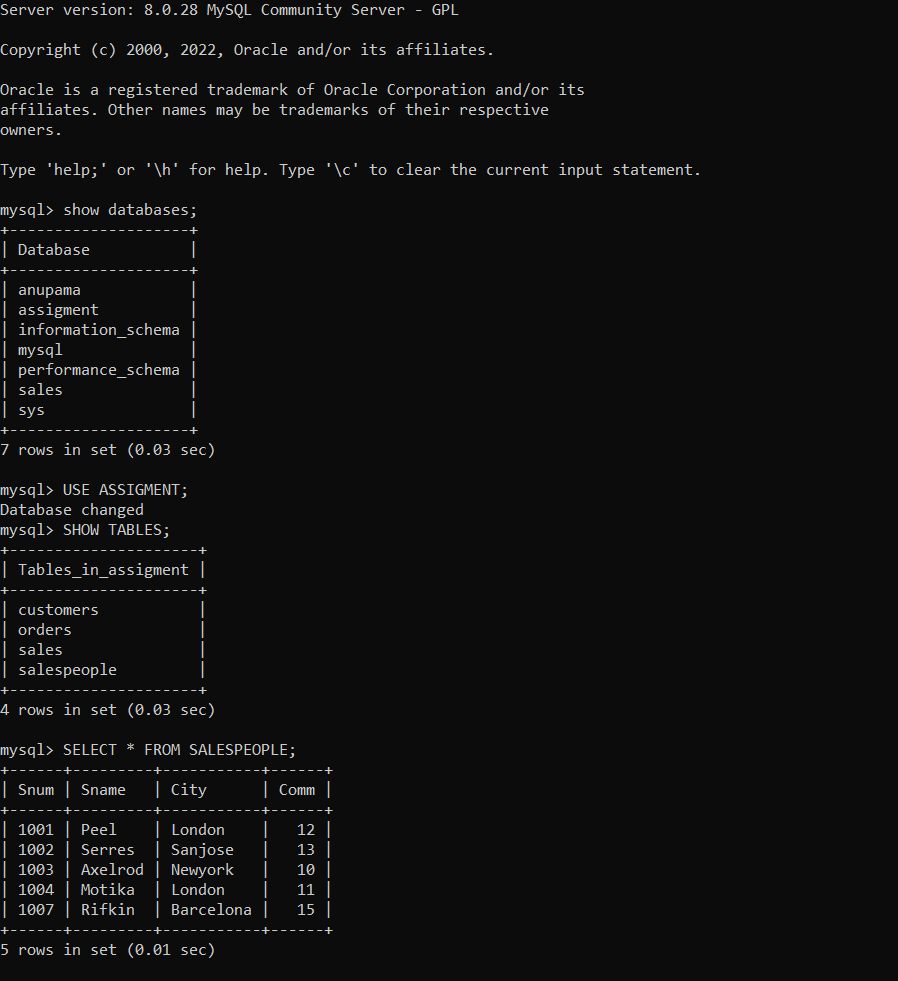 Server version: 8.0.28 MySQL Community Server - GPL
Copyright (c) 2000, 2022, Oracle and/or its affiliates.
Oracle is a registered trademark of Oracle Corporation and/or its
affiliates. Other names may be trademarks of their respective
owners.
Type 'help;' or '\h' for help. Type '\c' to clear the current input statement.
mysql> show databases;
+--------------------+
| Database           |
+--------------------+
| anupama            |
| assigment          |
| information_schema |
| mysql              |
| performance_schema |
| sales              |
| sys                |
+--------------------+
7 rows in set (0.03 sec)
mysql> USE ASSIGMENT;
Database changed
mysql> SHOW TABLES;
+---------------------+
| Tables_in_assigment |
+---------------------+
| customers           |
| orders              |
| sales               |
| salespeople         |
+---------------------+
4 rows in set (0.03 sec)
mysql> SELECT * FROM SALESPEOPLE;
+------+---------+-----------+------+
| Snum | Sname   | City      | Comm |
+------+---------+-----------+------+
| 1001 | Peel    | London    |   12 |
| 1002 | Serres  | Sanjose   |   13 |
| 1003 | Axelrod | Newyork   |   10 |
| 1004 | Motika  | London    |   11 |
| 1007 | Rifkin  | Barcelona |   15 |
+------+---------+-----------+------+
5 rows in set (0.01 sec)